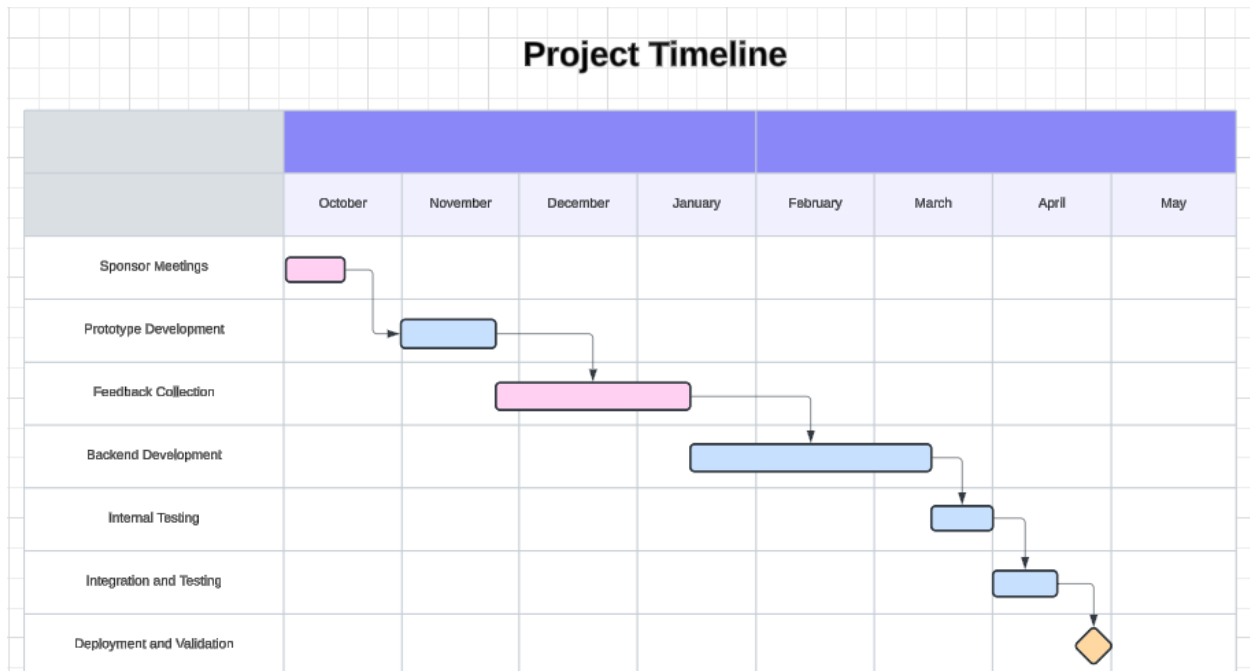 Project Timeline
October November December January February March April May
Sponsor Meetings
Prototype Development
Feedback Collection
Backend Development
Internal Testing
Integration and Testing
Deployment and Validation